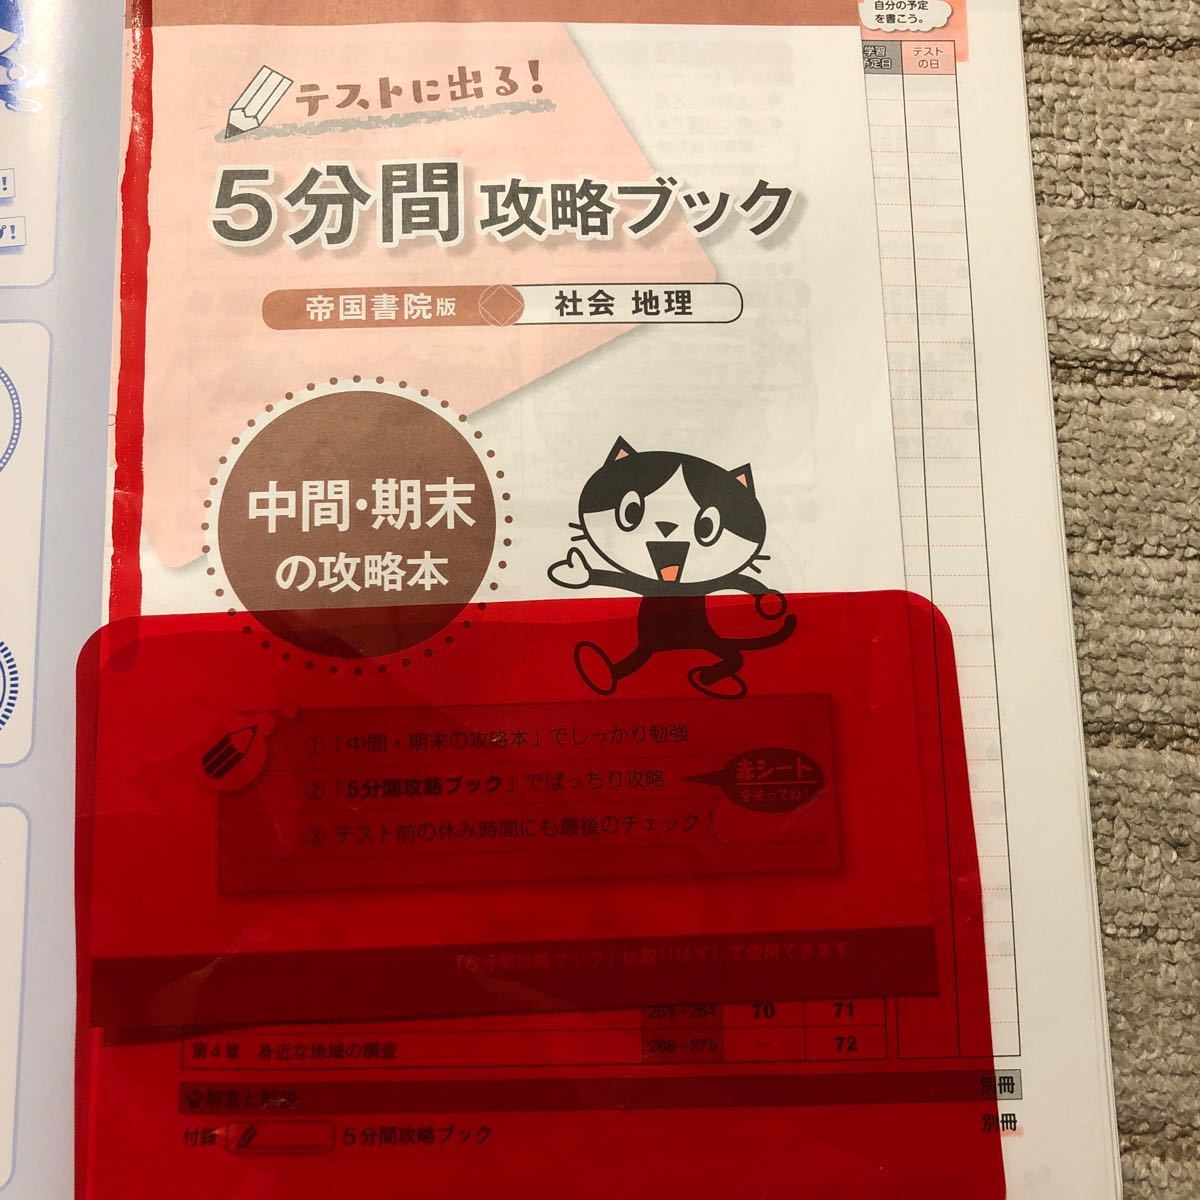 自分の予定
を書こう。
学習
予定日
テスト
の日
テストに出る!
5分間攻略ブック
帝国書院版
社会 地理
中間・期末
の攻略本
①「中間・期末の攻略本」でしっかり勉強
②「5分間攻略ブック」でばっちり攻略
赤シート
を使ってね!
③ テスト前の休み時間にも最後のチェック!
「5分間攻略ブック」は取りはずして使用できます。
254~264 70 71
第4章 身近な地域の調査 266~275 − 72
解答と解説 別冊
付録 5分間攻略ブック 別冊